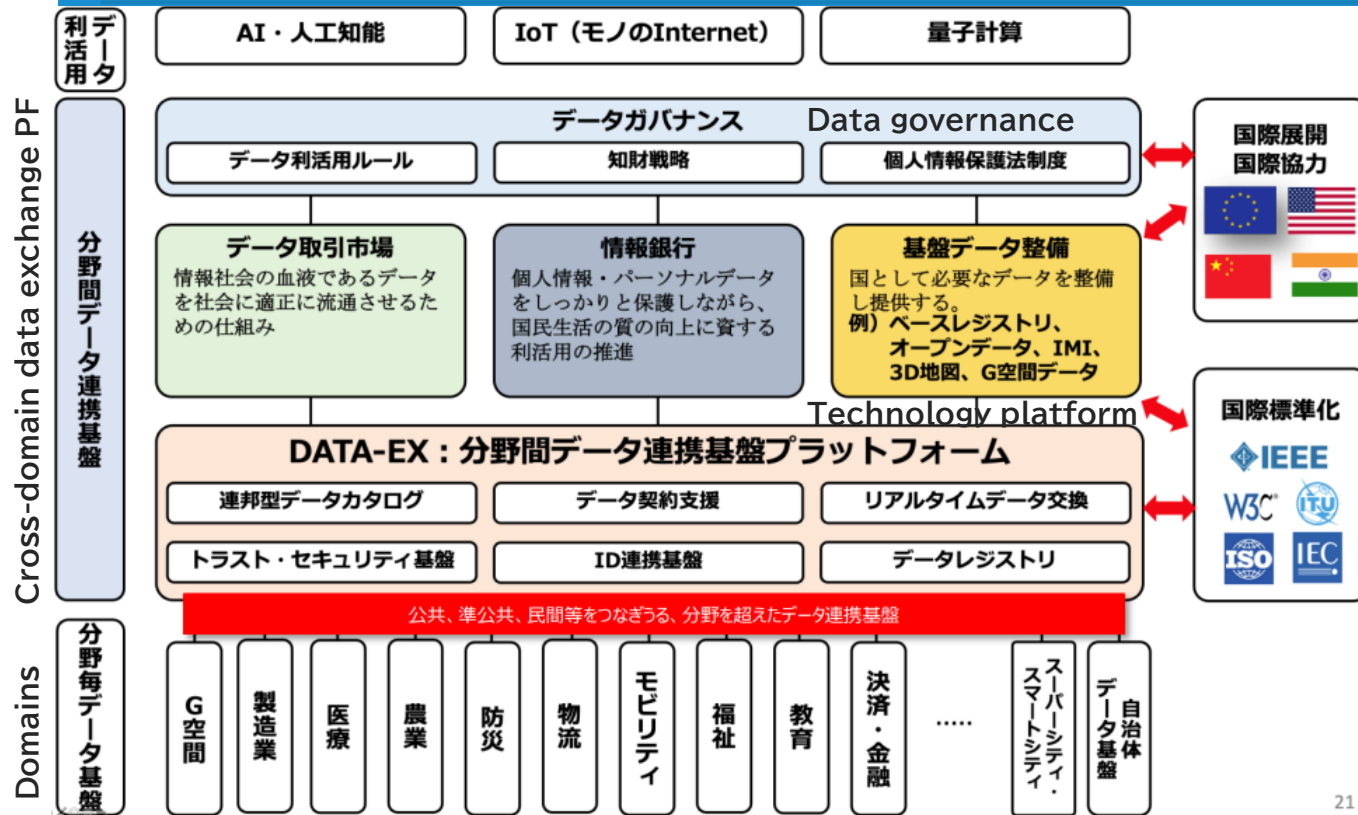 データ
利活用
AI・人工知能
IoT（モノのInternet）
量子計算
Cross-domain data exchange PF
分野間データ連携基盤
データガバナンス
Data governance
データ利活用ルール
知財戦略
個人情報保護法制度
国際展開
国際協力
データ取引市場
情報社会の血液であるデータ
を社会に適正に流通させるた
めの仕組み
情報銀行
個人情報・パーソナルデータ
をしっかりと保護しながら、
国民生活の質の向上に資する
利活用の推進
基盤データ整備
国として必要なデータを整備
し提供する。
例）ベースレジストリ、
オープンデータ、IMI、
3D地図、G空間データ
Technology platform
国際標準化
IEEE
W3C
ITU
ISO
IEC
DATA-EX：分野間データ連携基盤プラットフォーム
連邦型データカタログ
データ契約支援
リアルタイムデータ交換
トラスト・セキュリティ基盤
ID連携基盤
データレジストリ
公共、準公共、民間等をつなぎうる、分野を超えたデータ連携基盤
Domains
分野毎データ基盤
G空間
製造業
医療
農業
防災
物流
モビリティ
福祉
教育
決済・金融
.....
スーパーシティ・
スマートシティ
自治体
データ基盤
21